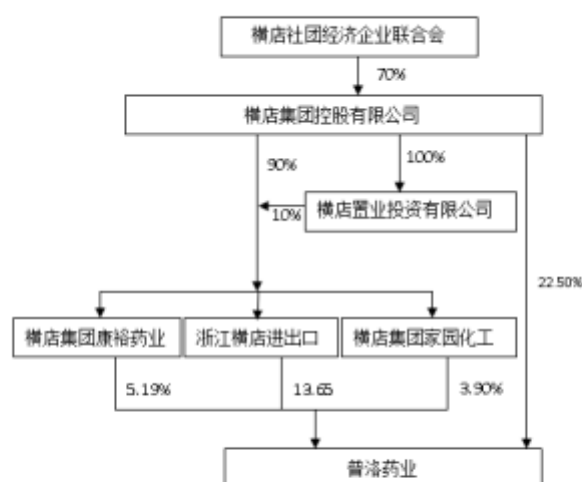 横店社团经济企业联合会
70%
横店集团控股有限公司
90%
100%
10%
横店置业投资有限公司
22.50%
横店集团康裕药业
浙江横店进出口
横店集团家园化工
5.19%
13.65
3.90%
普洛药业